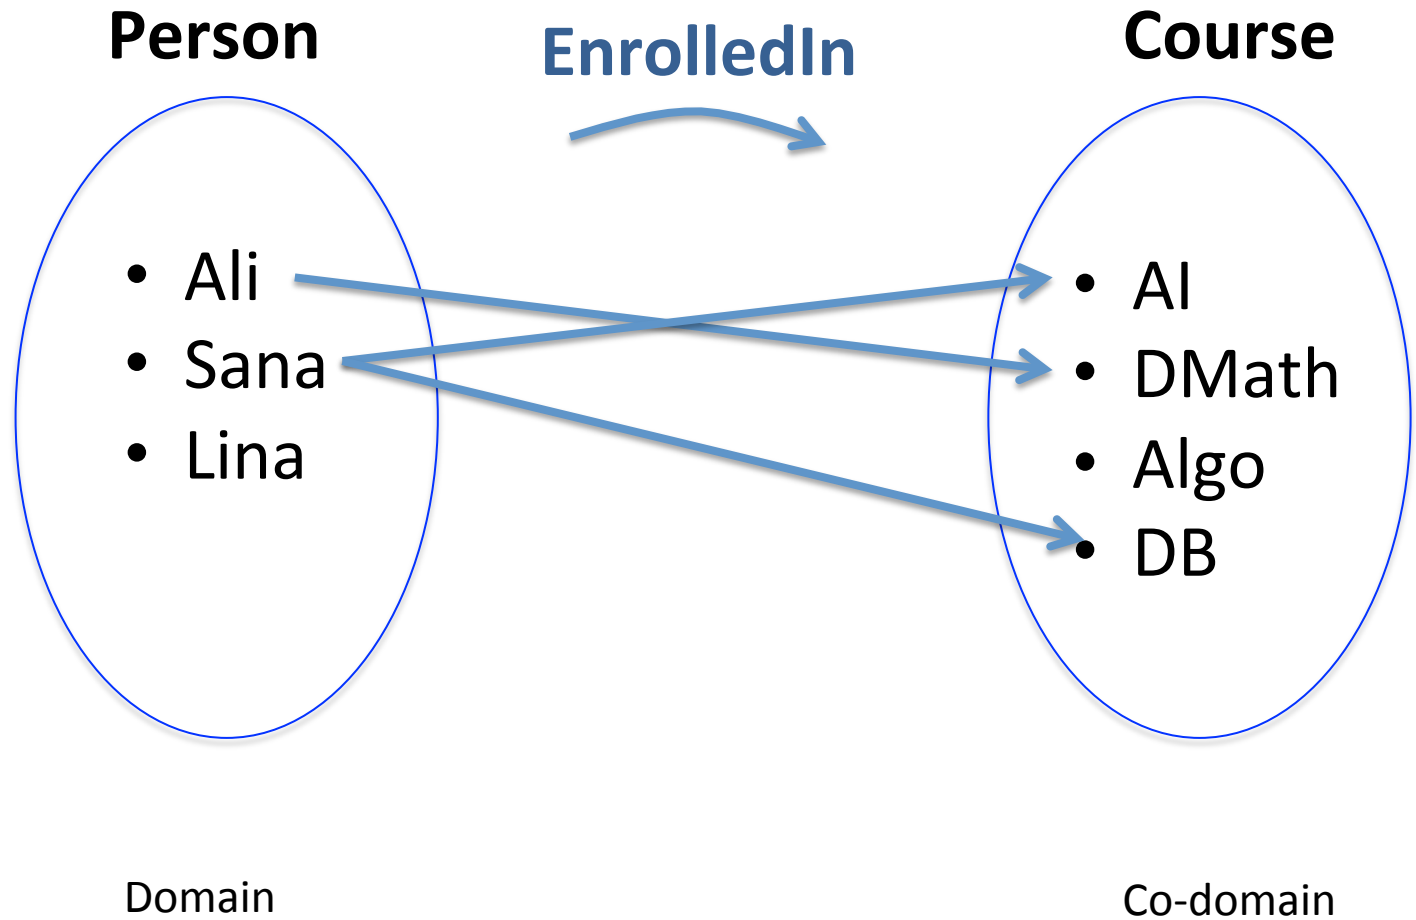 Person
EnrolledIn
Course
• Ali
• Sana
• Lina
• AI
• DMath
• Algo
• DB
Domain
Co-domain